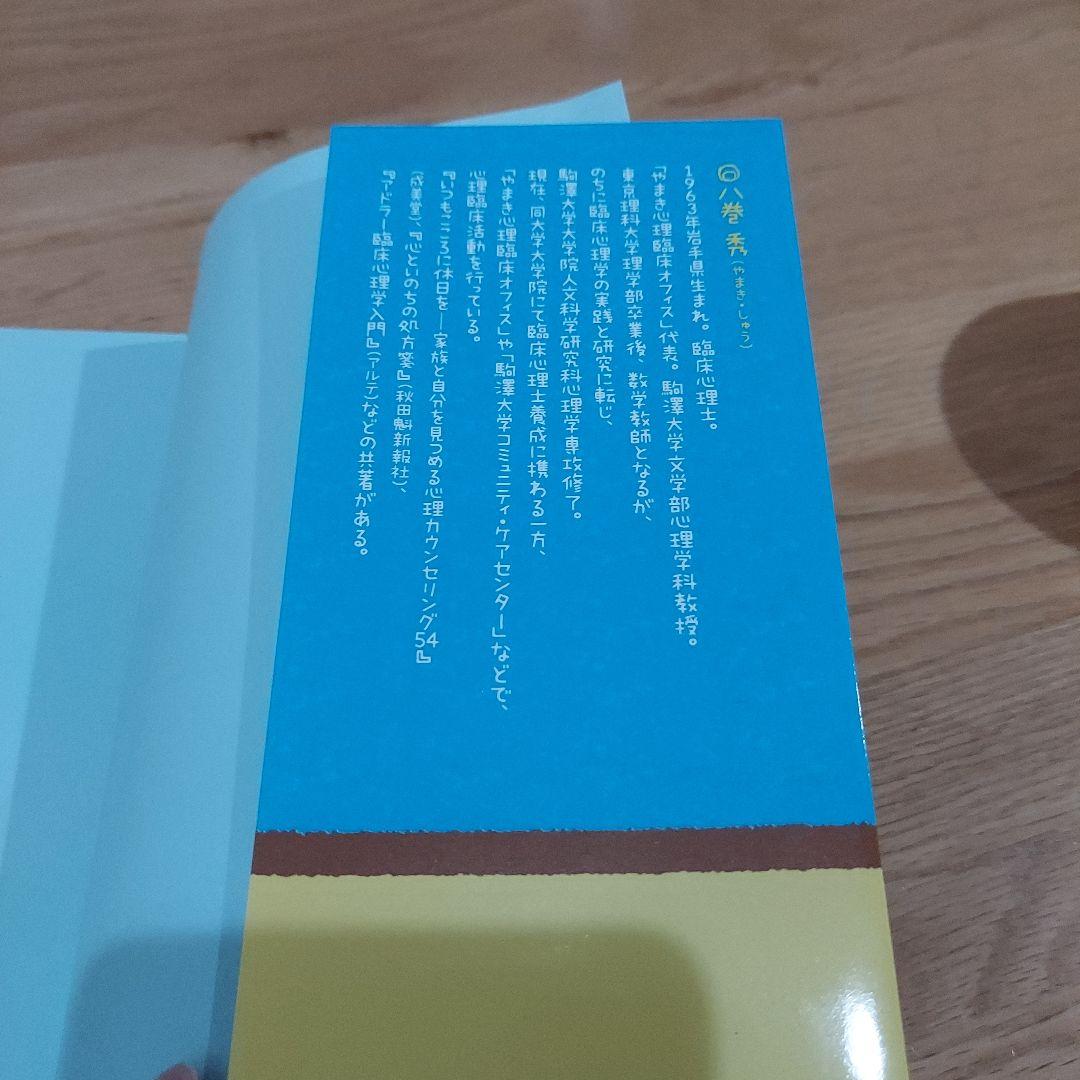 八巻 秀(やまき・しゅう)
1963年岩手県生まれ。臨床心理士。
「やまき心理臨床オフィス」代表。駒澤大学文学部心理学科教授。
東京理科大学理学部卒業後、数学教師となるが、
のちに臨床心理学の実践と研究に転じ、
駒澤大学大学院人文科学研究科心理学専攻修了。
現在、同大学大学院にて臨床心理士養成に携わる一方、
「やまき心理臨床オフィス」や「駒澤大学コミュニティ・ケアセンター」などで、
心理臨床活動を行っている。
『いつもこころに休日を―家族と自分を見つめる心理カウンセリング54』
(成美堂)、『心といのちの処方箋』(秋田魁新報社)、
『アドラー臨床心理学入門』(アルテ)などの共著がある。